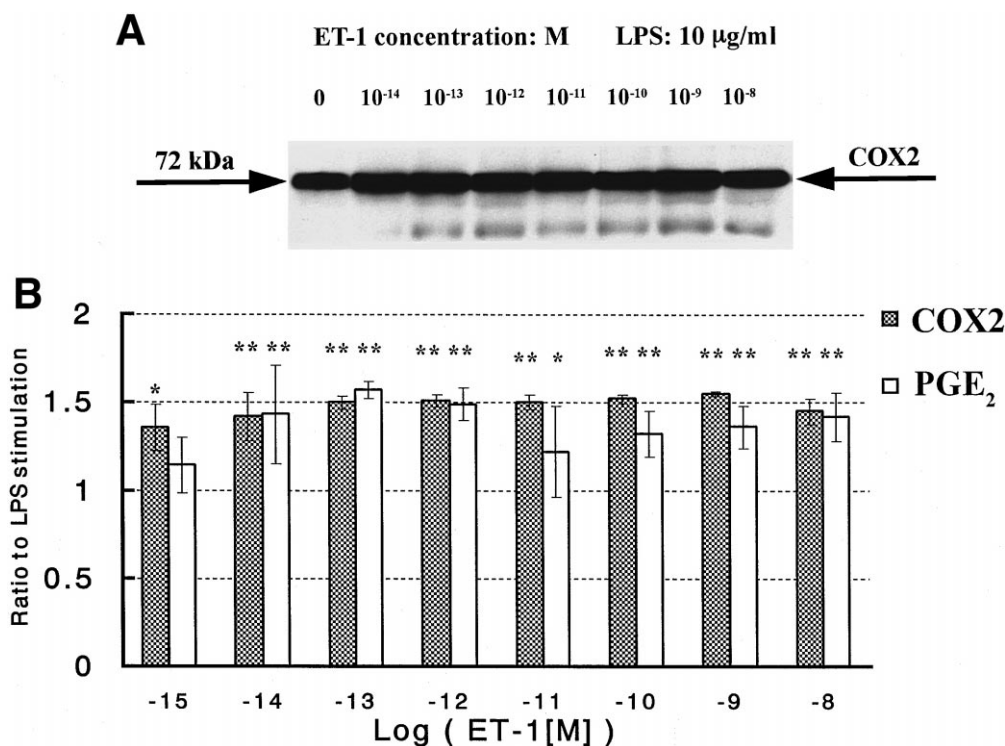 A
ET-1 concentration: M LPS: 10 µg/ml
0 10⁻¹⁴ 10⁻¹³ 10⁻¹² 10⁻¹¹ 10⁻¹⁰ 10⁻⁹ 10⁻⁸
72 kDa COX2
B
2
1.5
1
0.5
0
Ratio to LPS stimulation
* ** ** ** ** ** ** ** * ** ** ** ** ** **
COX2
PGE₂
-15 -14 -13 -12 -11 -10 -9 -8
Log ( ET-1[M] )